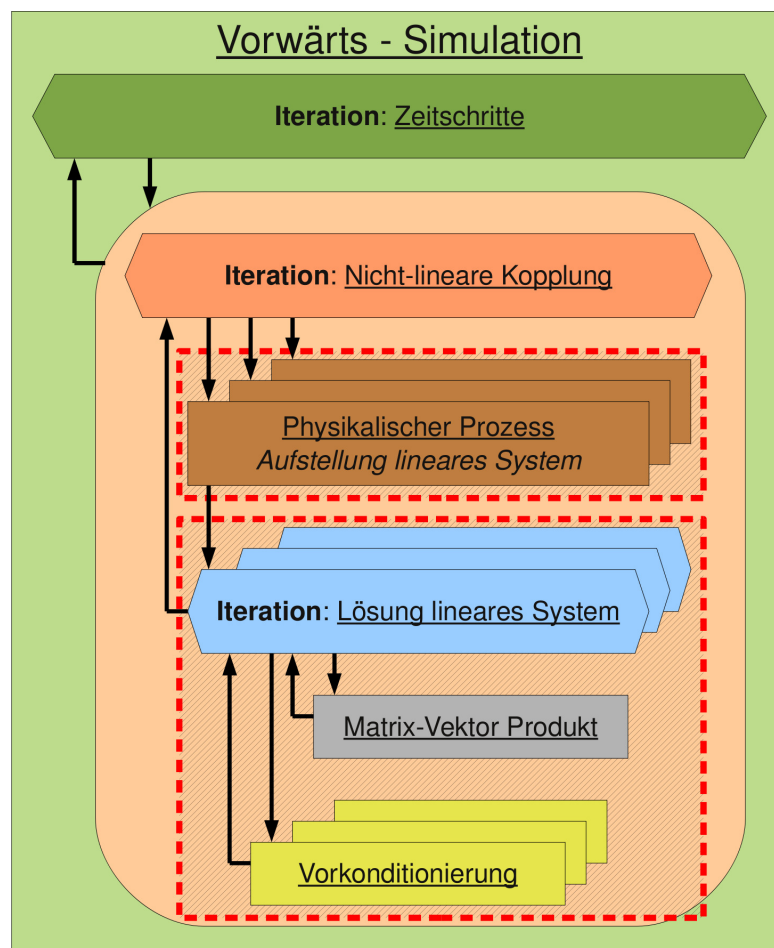 Vorwärts - Simulation
Iteration: Zeitschritte
Iteration: Nicht-lineare Kopplung
Physikalischer Prozess
Aufstellung lineares System
Iteration: Lösung lineares System
Matrix-Vektor Produkt
Vorkonditionierung